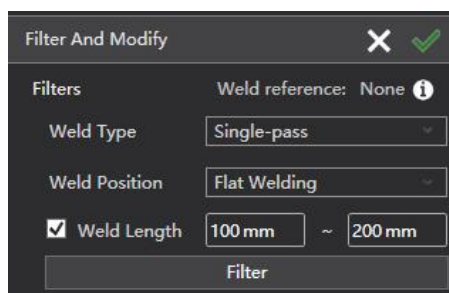 Filter And Modify
Filters Weld reference: None
Weld Type Single-pass
Weld Position Flat Welding
Weld Length 100 mm ~ 200 mm
Filter